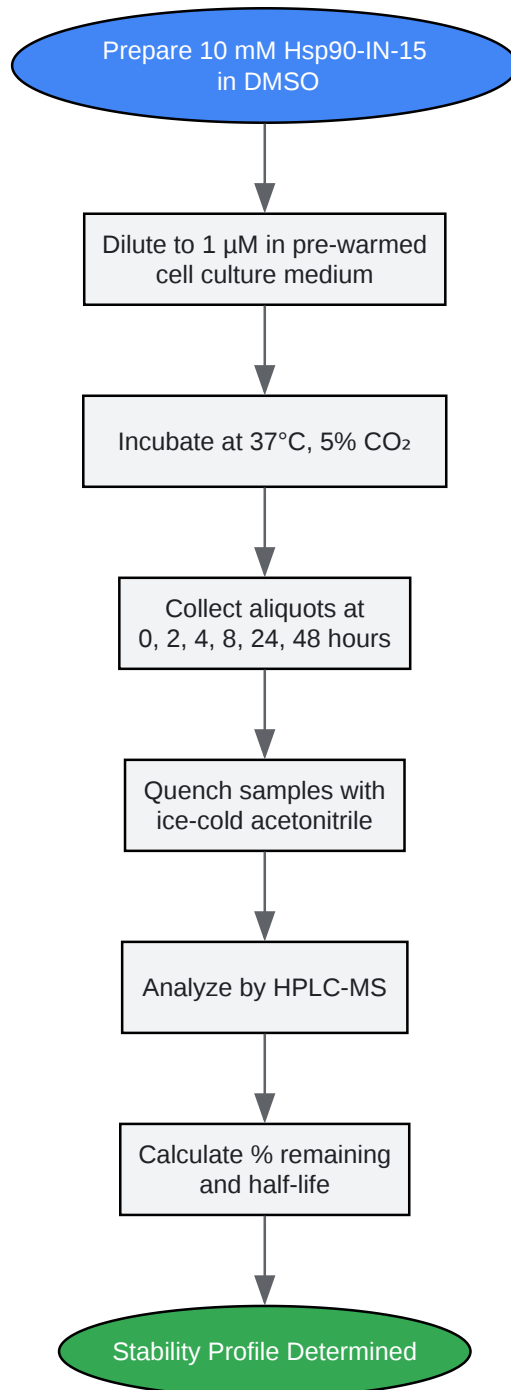 Prepare 10 mM Hsp90-IN-15
in DMSO
Dilute to 1 µM in pre-warmed
cell culture medium
Incubate at 37°C, 5% CO₂
Collect aliquots at
0, 2, 4, 8, 24, 48 hours
Quench samples with
ice-cold acetonitrile
Analyze by HPLC-MS
Calculate % remaining
and half-life
Stability Profile Determined